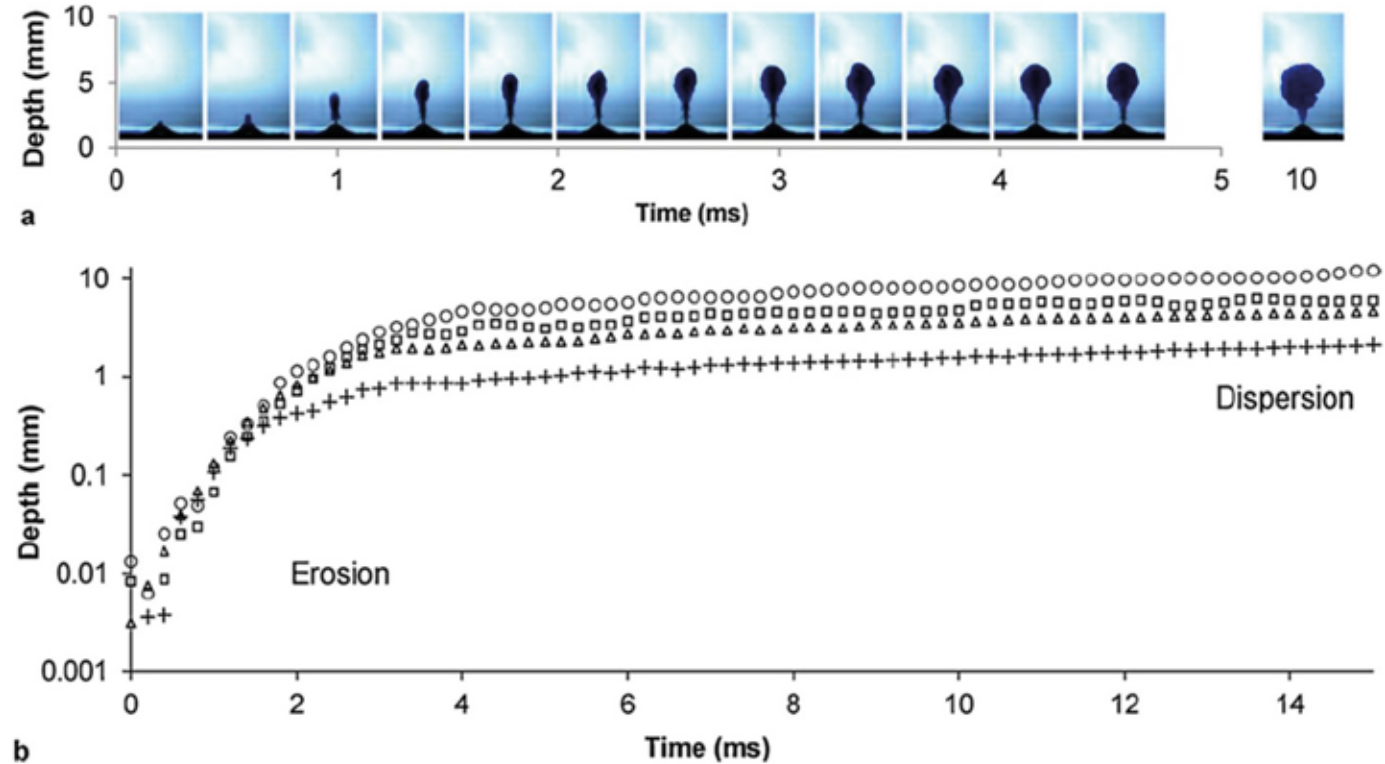 Depth (mm)
10
5
0
0 1 2 3 4 5 10
Time (ms)
a
Depth (mm)
10
1
0.1
0.01
0.001
Dispersion
Erosion
0 2 4 6 8 10 12 14
Time (ms)
b